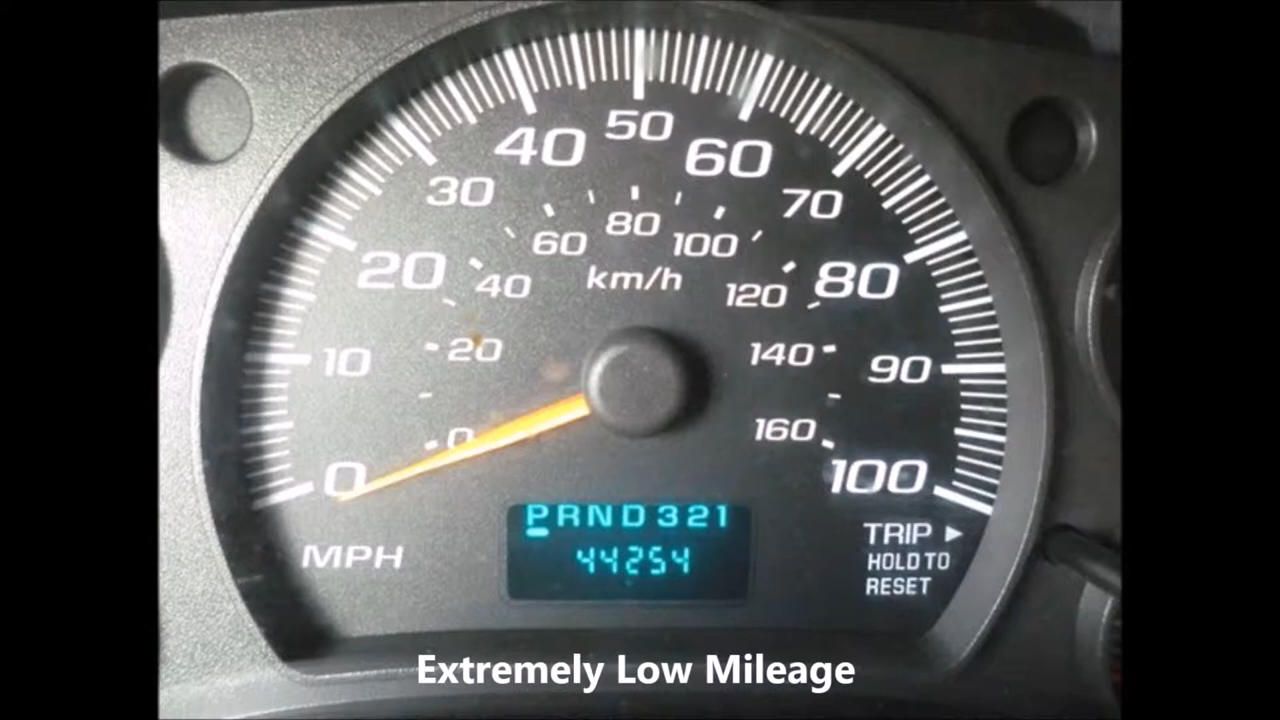 50
40 60
30 70
80
60 100
20 km/h 80
40 120
10 20 140 90
0 160
0 100
PRND321
TRIP ▸
MPH 44254 HOLD TO
RESET
Extremely Low Mileage